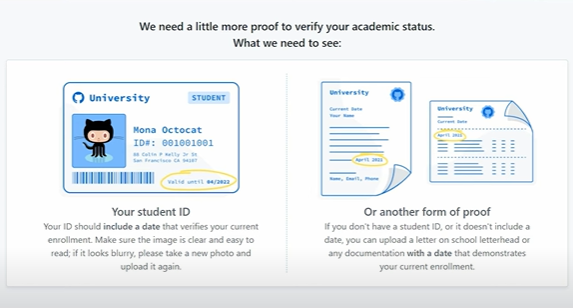 We need a little more proof to verify your academic status.
What we need to see:
University
STUDENT
Mona Octocat
ID#: 001001001
88 Colin P Kelly Jr St
San Francisco CA 94107
Valid until 04/2022
Your student ID
Your ID should include a date that verifies your current
enrollment. Make sure the image is clear and easy to
read; if it looks blurry, please take a new photo and
upload it again.
University
Current Date
Your Name
April 2022
Name, Email, Phone
University
Current Date
April 2022
Or another form of proof
If you don't have a student ID, or it doesn't include a
date, you can upload a letter on school letterhead or
any documentation with a date that demonstrates
your current enrollment.